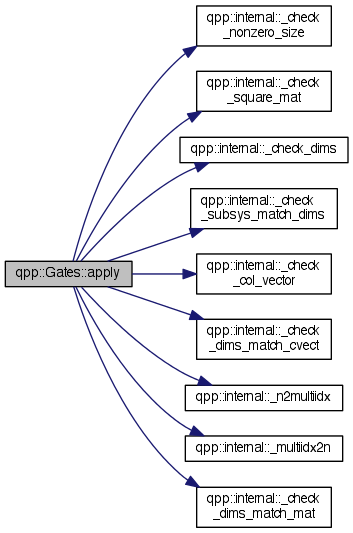 qpp::internal::_check
_nonzero_size
qpp::internal::_check
_square_mat
qpp::internal::_check_dims
qpp::internal::_check
_subsys_match_dims
qpp::Gates::apply
qpp::internal::_check
_col_vector
qpp::internal::_check
_dims_match_cvect
qpp::internal::_n2multiidx
qpp::internal::_multiidx2n
qpp::internal::_check
_dims_match_mat